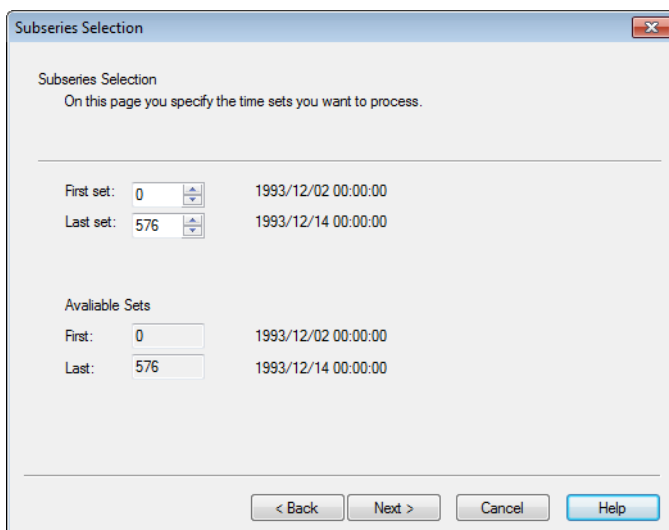 Subseries Selection
Subseries Selection
On this page you specify the time sets you want to process.
First set: 0 1993/12/02 00:00:00
Last set: 576 1993/12/14 00:00:00
Avaliable Sets
First: 0 1993/12/02 00:00:00
Last: 576 1993/12/14 00:00:00
< Back Next > Cancel Help